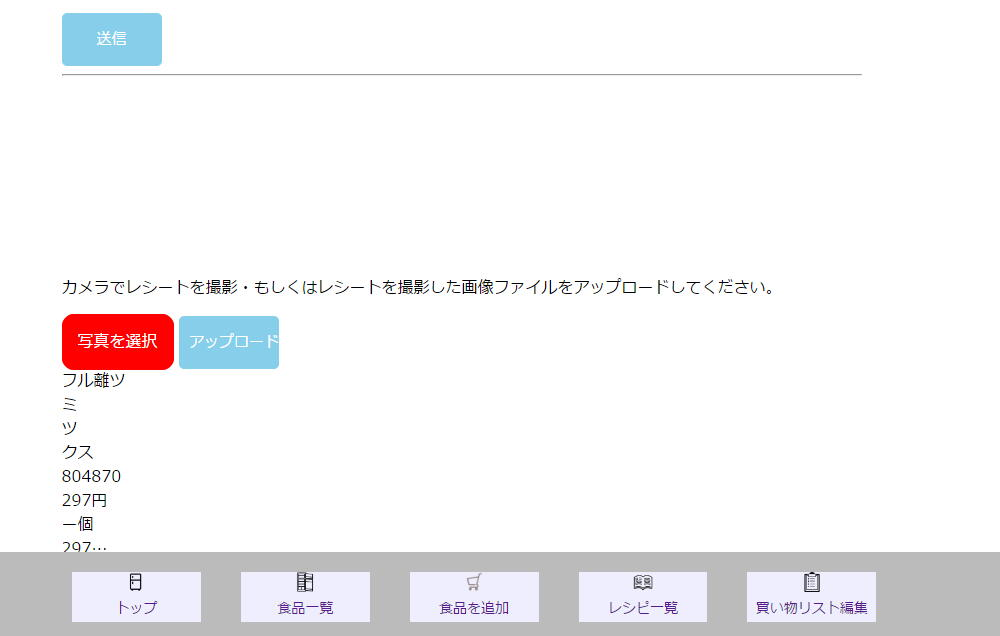 送信
カメラでレシートを撮影・もしくはレシートを撮影した画像ファイルをアップロードしてください。
写真を選択 アップロード
フル離ツ
ミ
ツ
クス
804870
297円
ー個
297…
トップ 食品一覧 食品を追加 レシピ一覧 買い物リスト編集